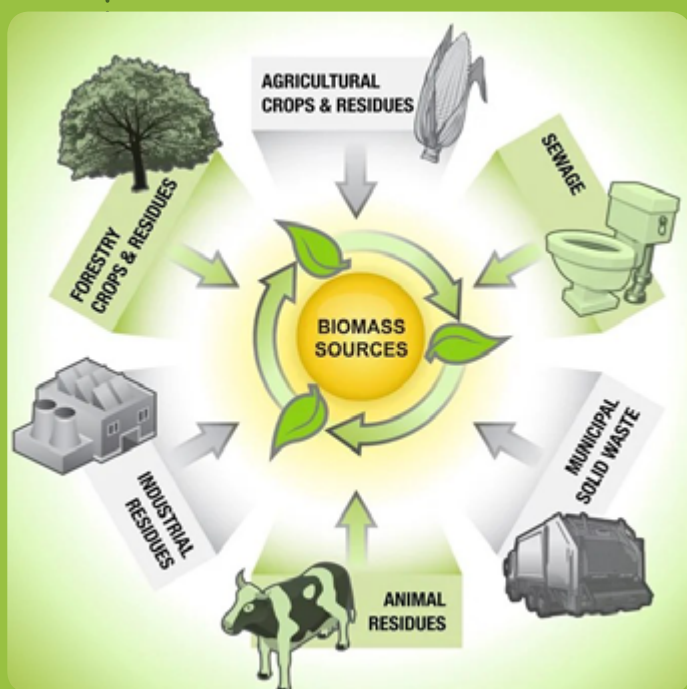 AGRICULTURAL
CROPS & RESIDUES
SEWAGE
FORESTRY
CROPS & RESIDUES
BIOMASS
SOURCES
INDUSTRIAL
RESIDUES
MUNICIPAL
SOLID WASTE
ANIMAL
RESIDUES